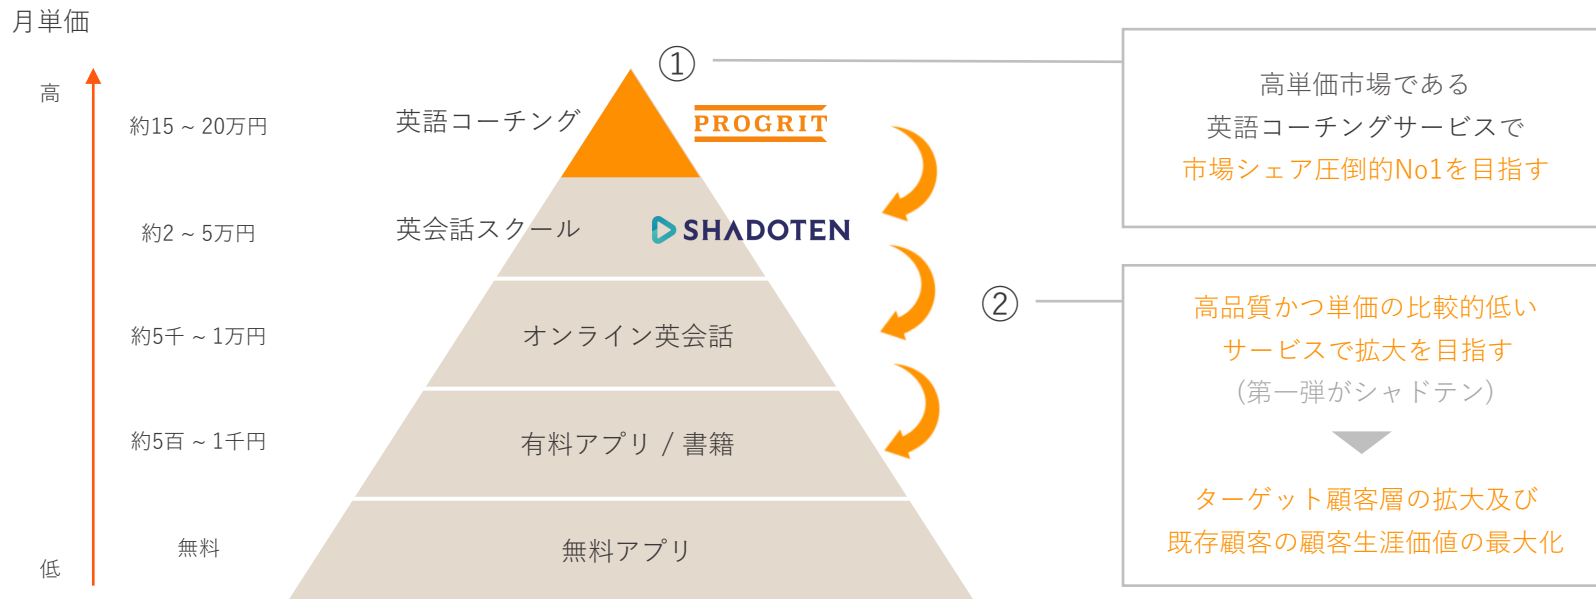 月単価
高
約15 ~ 20万円
英語コーチング
①
PROGRIT
約2 ~ 5万円
英会話スクール
SHADOTEN
約5千 ~ 1万円
オンライン英会話
約5百 ~ 1千円
有料アプリ / 書籍
無料
無料アプリ
低
高単価市場である
英語コーチングサービスで
市場シェア圧倒的No1を目指す
②
高品質かつ単価の比較的低い
サービスで拡大を目指す
(第一弾がシャドテン)
ターゲット顧客層の拡大及び
既存顧客の顧客生涯価値の最大化